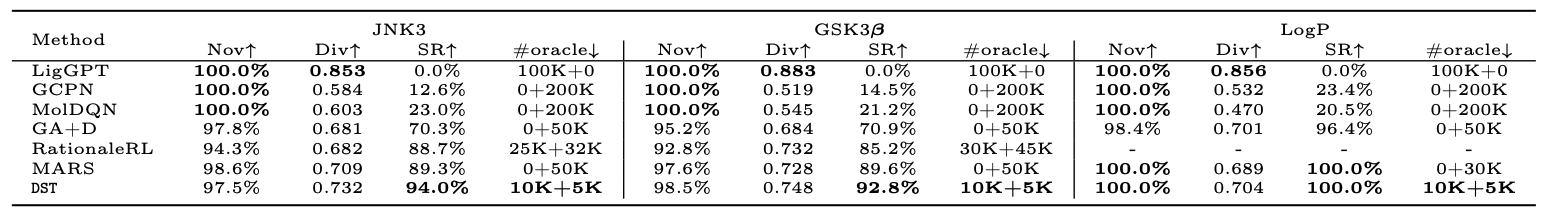 Method JNK3 GSK3β LogP
Nov↑ Div↑ SR↑ #oracle↓ Nov↑ Div↑ SR↑ #oracle↓ Nov↑ Div↑ SR↑ #oracle↓
LigGPT 100.0% 0.853 0.0% 100K+0 100.0% 0.883 0.0% 100K+0 100.0% 0.856 0.0% 100K+0
GCPN 100.0% 0.584 12.6% 0+200K 100.0% 0.519 14.5% 0+200K 100.0% 0.532 23.4% 0+200K
MolDQN 100.0% 0.603 23.0% 0+200K 100.0% 0.545 21.2% 0+200K 100.0% 0.470 20.5% 0+200K
GA+D 97.8% 0.681 70.3% 0+50K 95.2% 0.684 70.9% 0+50K 98.4% 0.701 96.4% 0+50K
RationaleRL 94.3% 0.682 88.7% 25K+32K 92.8% 0.732 85.2% 30K+45K - - - -
MARS 98.6% 0.709 89.3% 0+50K 97.6% 0.728 89.6% 0+50K 100.0% 0.689 100.0% 0+30K
DST 97.5% 0.732 94.0% 10K+5K 98.5% 0.748 92.8% 10K+5K 100.0% 0.704 100.0% 10K+5K